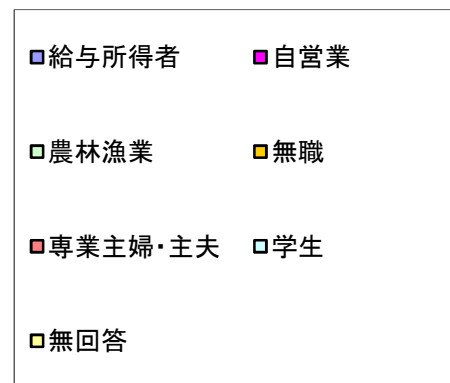 給与所得者 自営業
農林漁業 無職
専業主婦・主夫 学生
無回答